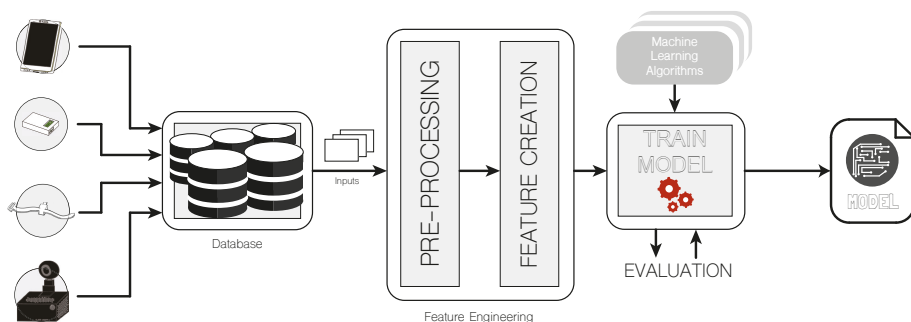 Database
Inputs
PRE-PROCESSING
FEATURE CREATION
Feature Engineering
Machine
Learning
Algorithms
TRAIN
MODEL
EVALUATION
MODEL